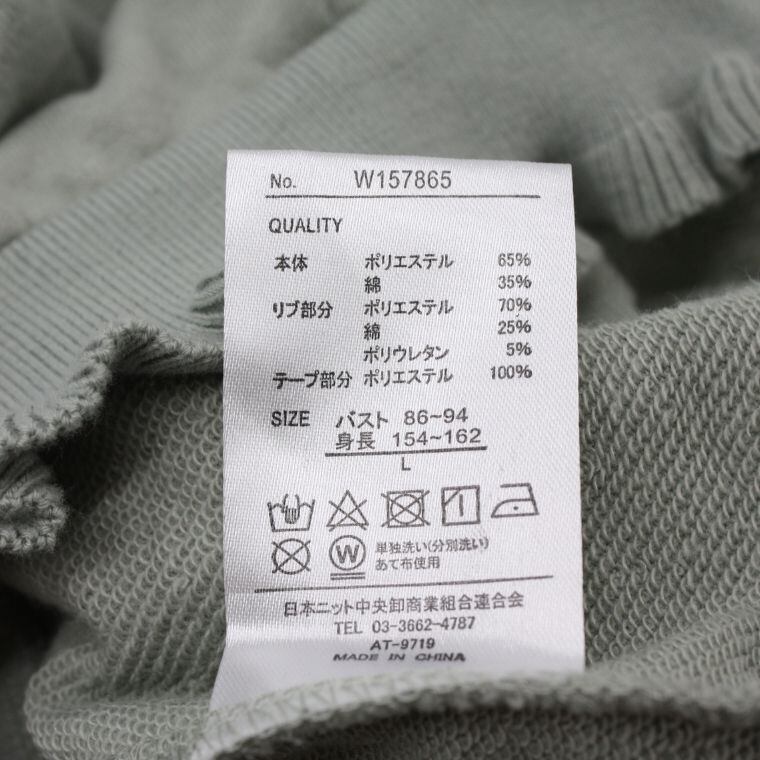 No. W157865
QUALITY
本体 ポリエステル 65%
綿 35%
リブ部分 ポリエステル 70%
綿 25%
ポリウレタン 5%
テープ部分 ポリエステル 100%
SIZE バスト 86~94
身長 154~162
L
W 単独洗い(分別洗い)
あて布使用
日本ニット中央卸商業組合連合会
TEL 03-3662-4787
AT-9719
MADE IN CHINA